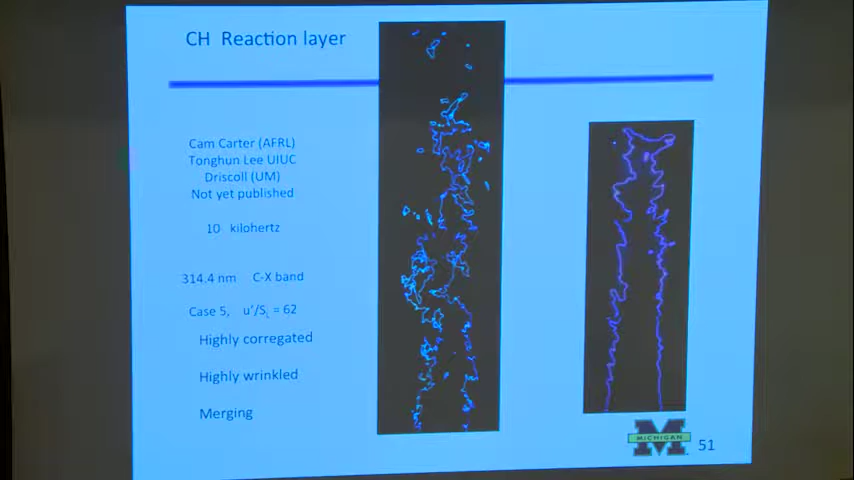 CH Reaction layer
Cam Carter (AFRL)
Tonghun Lee UIUC
Driscoll (UM)
Not yet published
10 kilohertz
314.4 nm C-X band
Case 5, u'/SL = 62
Highly corregated
Highly wrinkled
Merging
MICHIGAN
51